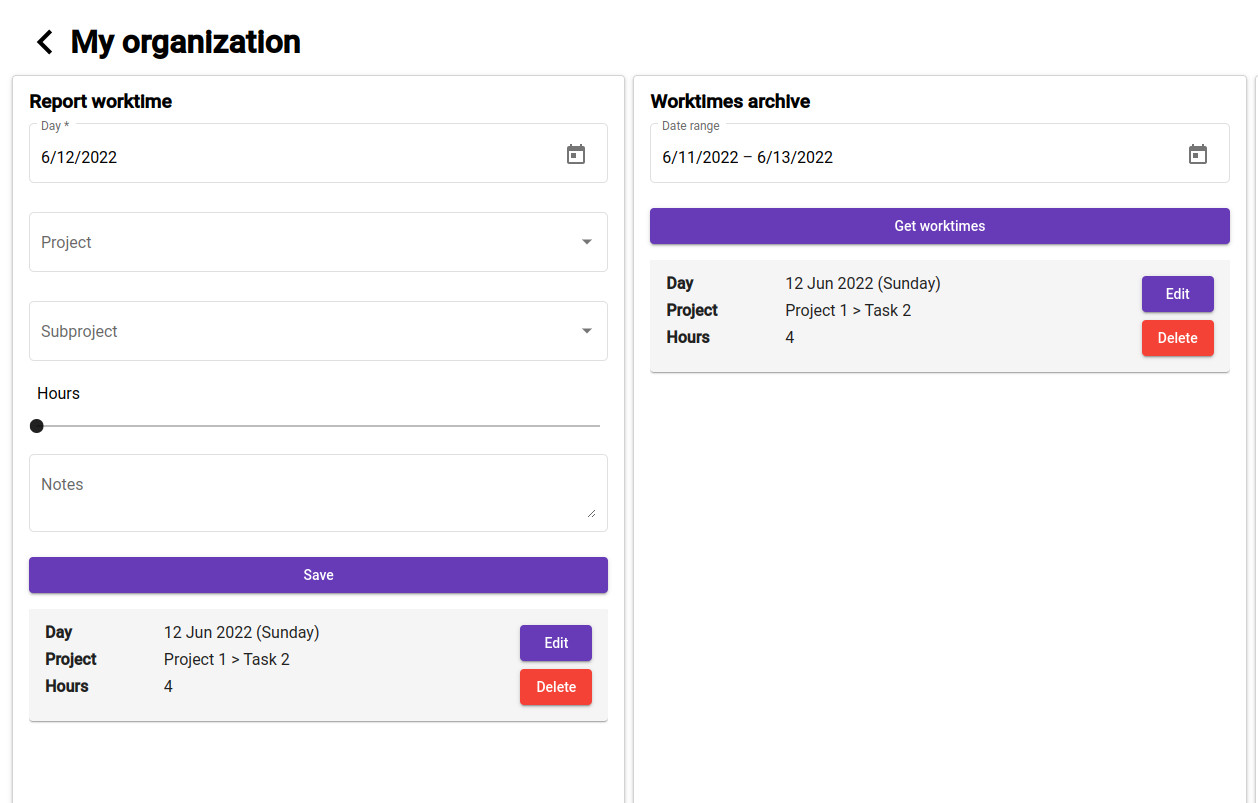 My organization
Report worktime
Day *
6/12/2022
Project
Subproject
Hours
Notes
Save
Day 12 Jun 2022 (Sunday)
Edit
Project Project 1 > Task 2
Hours 4
Delete
Worktimes archive
Date range
6/11/2022 – 6/13/2022
Get worktimes
Day 12 Jun 2022 (Sunday)
Edit
Project Project 1 > Task 2
Hours 4
Delete